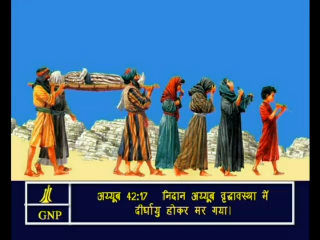 अय्यूब 42:17 निदान अय्यूब वृद्धावस्था में
दीर्घायु होकर मर गया।
GNP